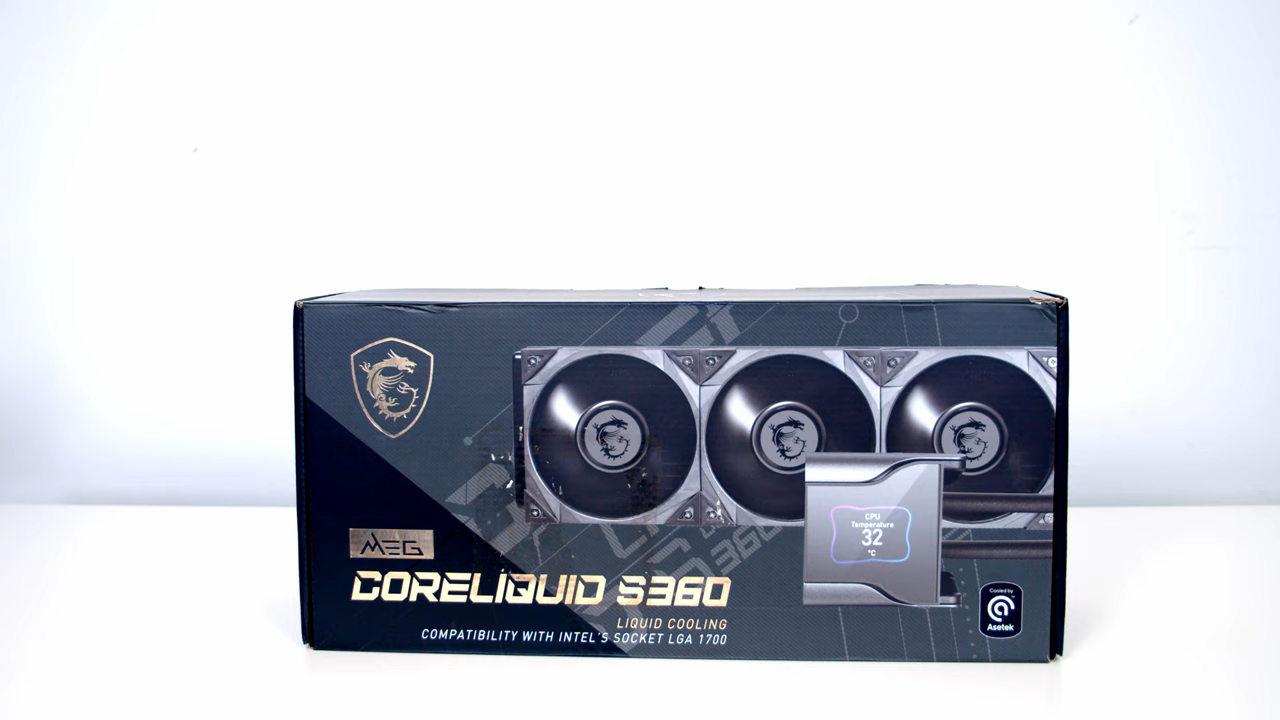 MEG
CORELIQUID S360
LIQUID COOLING
COMPATIBILITY WITH INTEL'S SOCKET LGA 1700
CPU
Temperature
32
°C
Cooled by
Asetek